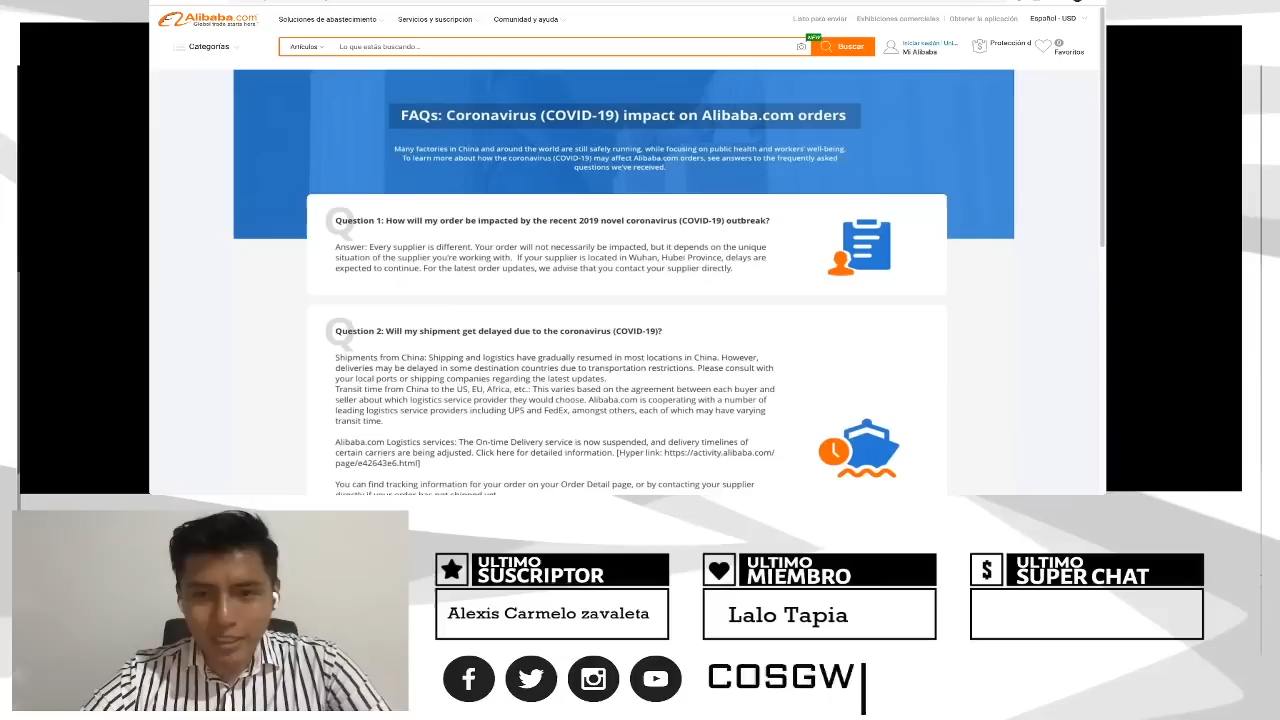 Alibaba.com
Global trade starts here.
Soluciones de abastecimiento
Servicios y suscripción
Comunidad y ayuda
Listo para enviar
Exhibiciones comerciales
Obtener la aplicación
Español - USD
Categorías
Artículos
Lo que estás buscando...
NEW
Buscar
Iniciar sesión
Mi Alibaba
Protección d
0
Favoritos
FAQs: Coronavirus (COVID-19) impact on Alibaba.com orders
Many factories in China and around the world are still safely running, while focusing on public health and workers' well-being.
To learn more about how the coronavirus (COVID-19) may affect Alibaba.com orders, see answers to the frequently asked
questions we've received.
Q
Question 1: How will my order be impacted by the recent 2019 novel coronavirus (COVID-19) outbreak?
Answer: Every supplier is different. Your order will not necessarily be impacted, but it depends on the unique
situation of the supplier you're working with. If your supplier is located in Wuhan, Hubei Province, delays are
expected to continue. For the latest order updates, we advise that you contact your supplier directly.
Q
Question 2: Will my shipment get delayed due to the coronavirus (COVID-19)?
Shipments from China: Shipping and logistics have gradually resumed in most locations in China. However,
deliveries may be delayed in some destination countries due to transportation restrictions. Please consult with
your local ports or shipping companies regarding the latest updates.
Transit time from China to the US, EU, Africa, etc.: This varies based on the agreement between each buyer and
seller about which logistics service provider they would choose. Alibaba.com is cooperating with a number of
leading logistics service providers including UPS and FedEx, amongst others, each of which may have varying
transit time.
Alibaba.com Logistics services: The On-time Delivery service is now suspended, and delivery timelines of
certain carriers are being adjusted. Click here for detailed information. [Hyper link: https://activity.alibaba.com/
page/e42643e6.html]
You can find tracking information for your order on your Order Detail page, or by contacting your supplier
directly if your order has not shipped yet.
ULTIMO
SUSCRIPTOR
Alexis Carmelo zavaleta
ULTIMO
MIEMBRO
Lalo Tapia
$
ULTIMO
SUPER CHAT
COSGW